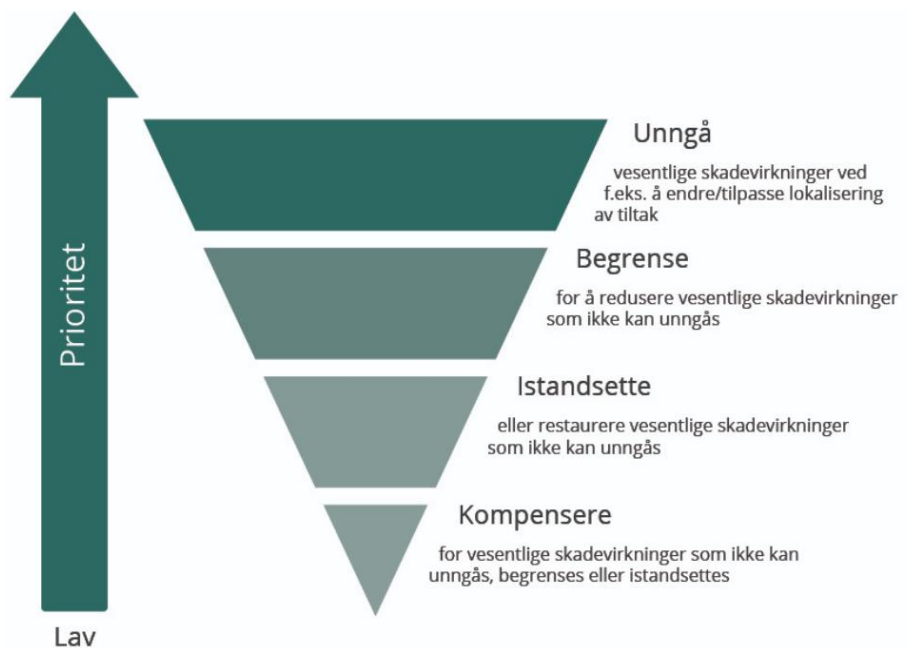 Unngå
vesentlige skadevirkninger ved
f.eks. å endre/tilpasse lokalisering
av tiltak
Begrense
for å redusere vesentlige skadevirkninger
som ikke kan unngås
Prioritet
Istandsette
eller restaurere vesentlige skadevirkninger
som ikke kan unngås
Kompensere
for vesentlige skadevirkninger som ikke kan
unngås, begrenses eller istandsettes
Lav